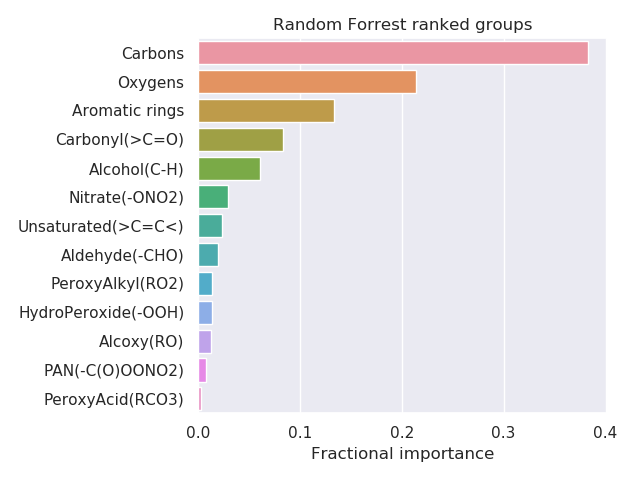 Random Forrest ranked groups
Carbons
Oxygens
Aromatic rings
Carbonyl(>C=O)
Alcohol(C-H)
Nitrate(-ONO2)
Unsaturated(>C=C<)
Aldehyde(-CHO)
PeroxyAlkyl(RO2)
HydroPeroxide(-OOH)
Alcoxy(RO)
PAN(-C(O)OONO2)
PeroxyAcid(RCO3)
0.0 0.1 0.2 0.3 0.4
Fractional importance